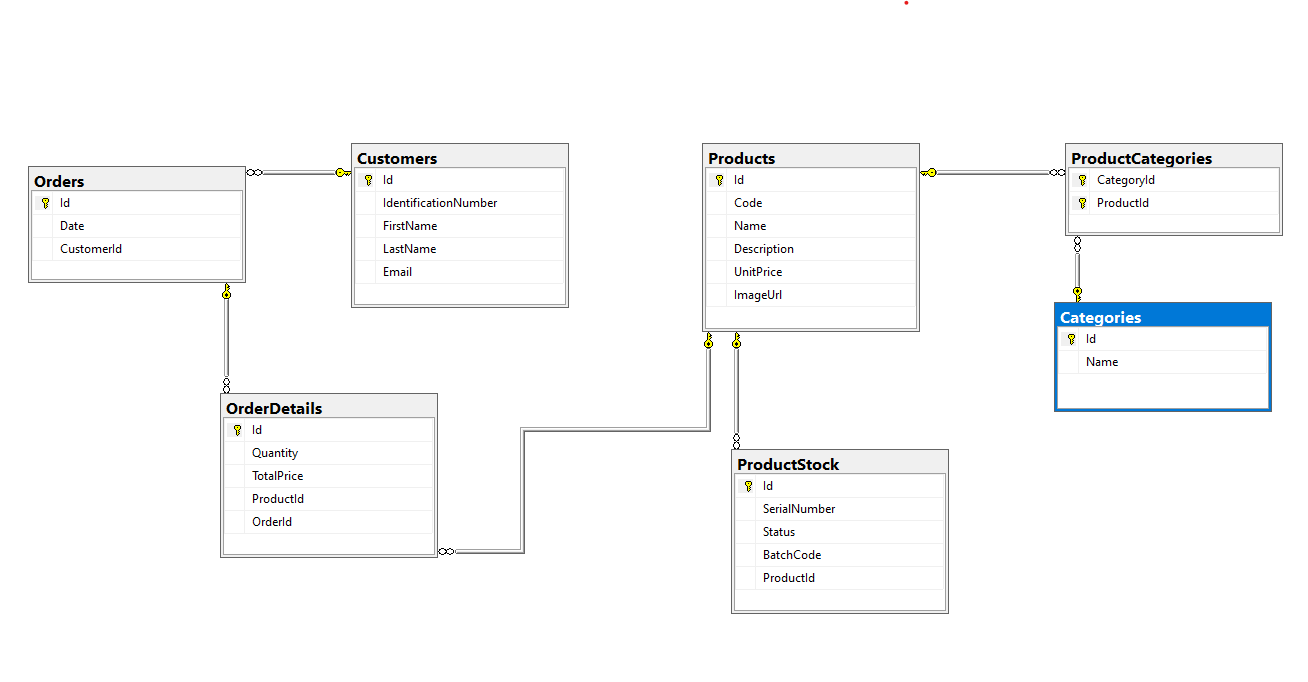 Orders
Id
Date
CustomerId
Customers
Id
IdentificationNumber
FirstName
LastName
Email
Products
Id
Code
Name
Description
UnitPrice
ImageUrl
ProductCategories
CategoryId
ProductId
Categories
Id
Name
OrderDetails
Id
Quantity
TotalPrice
ProductId
OrderId
ProductStock
Id
SerialNumber
Status
BatchCode
ProductId